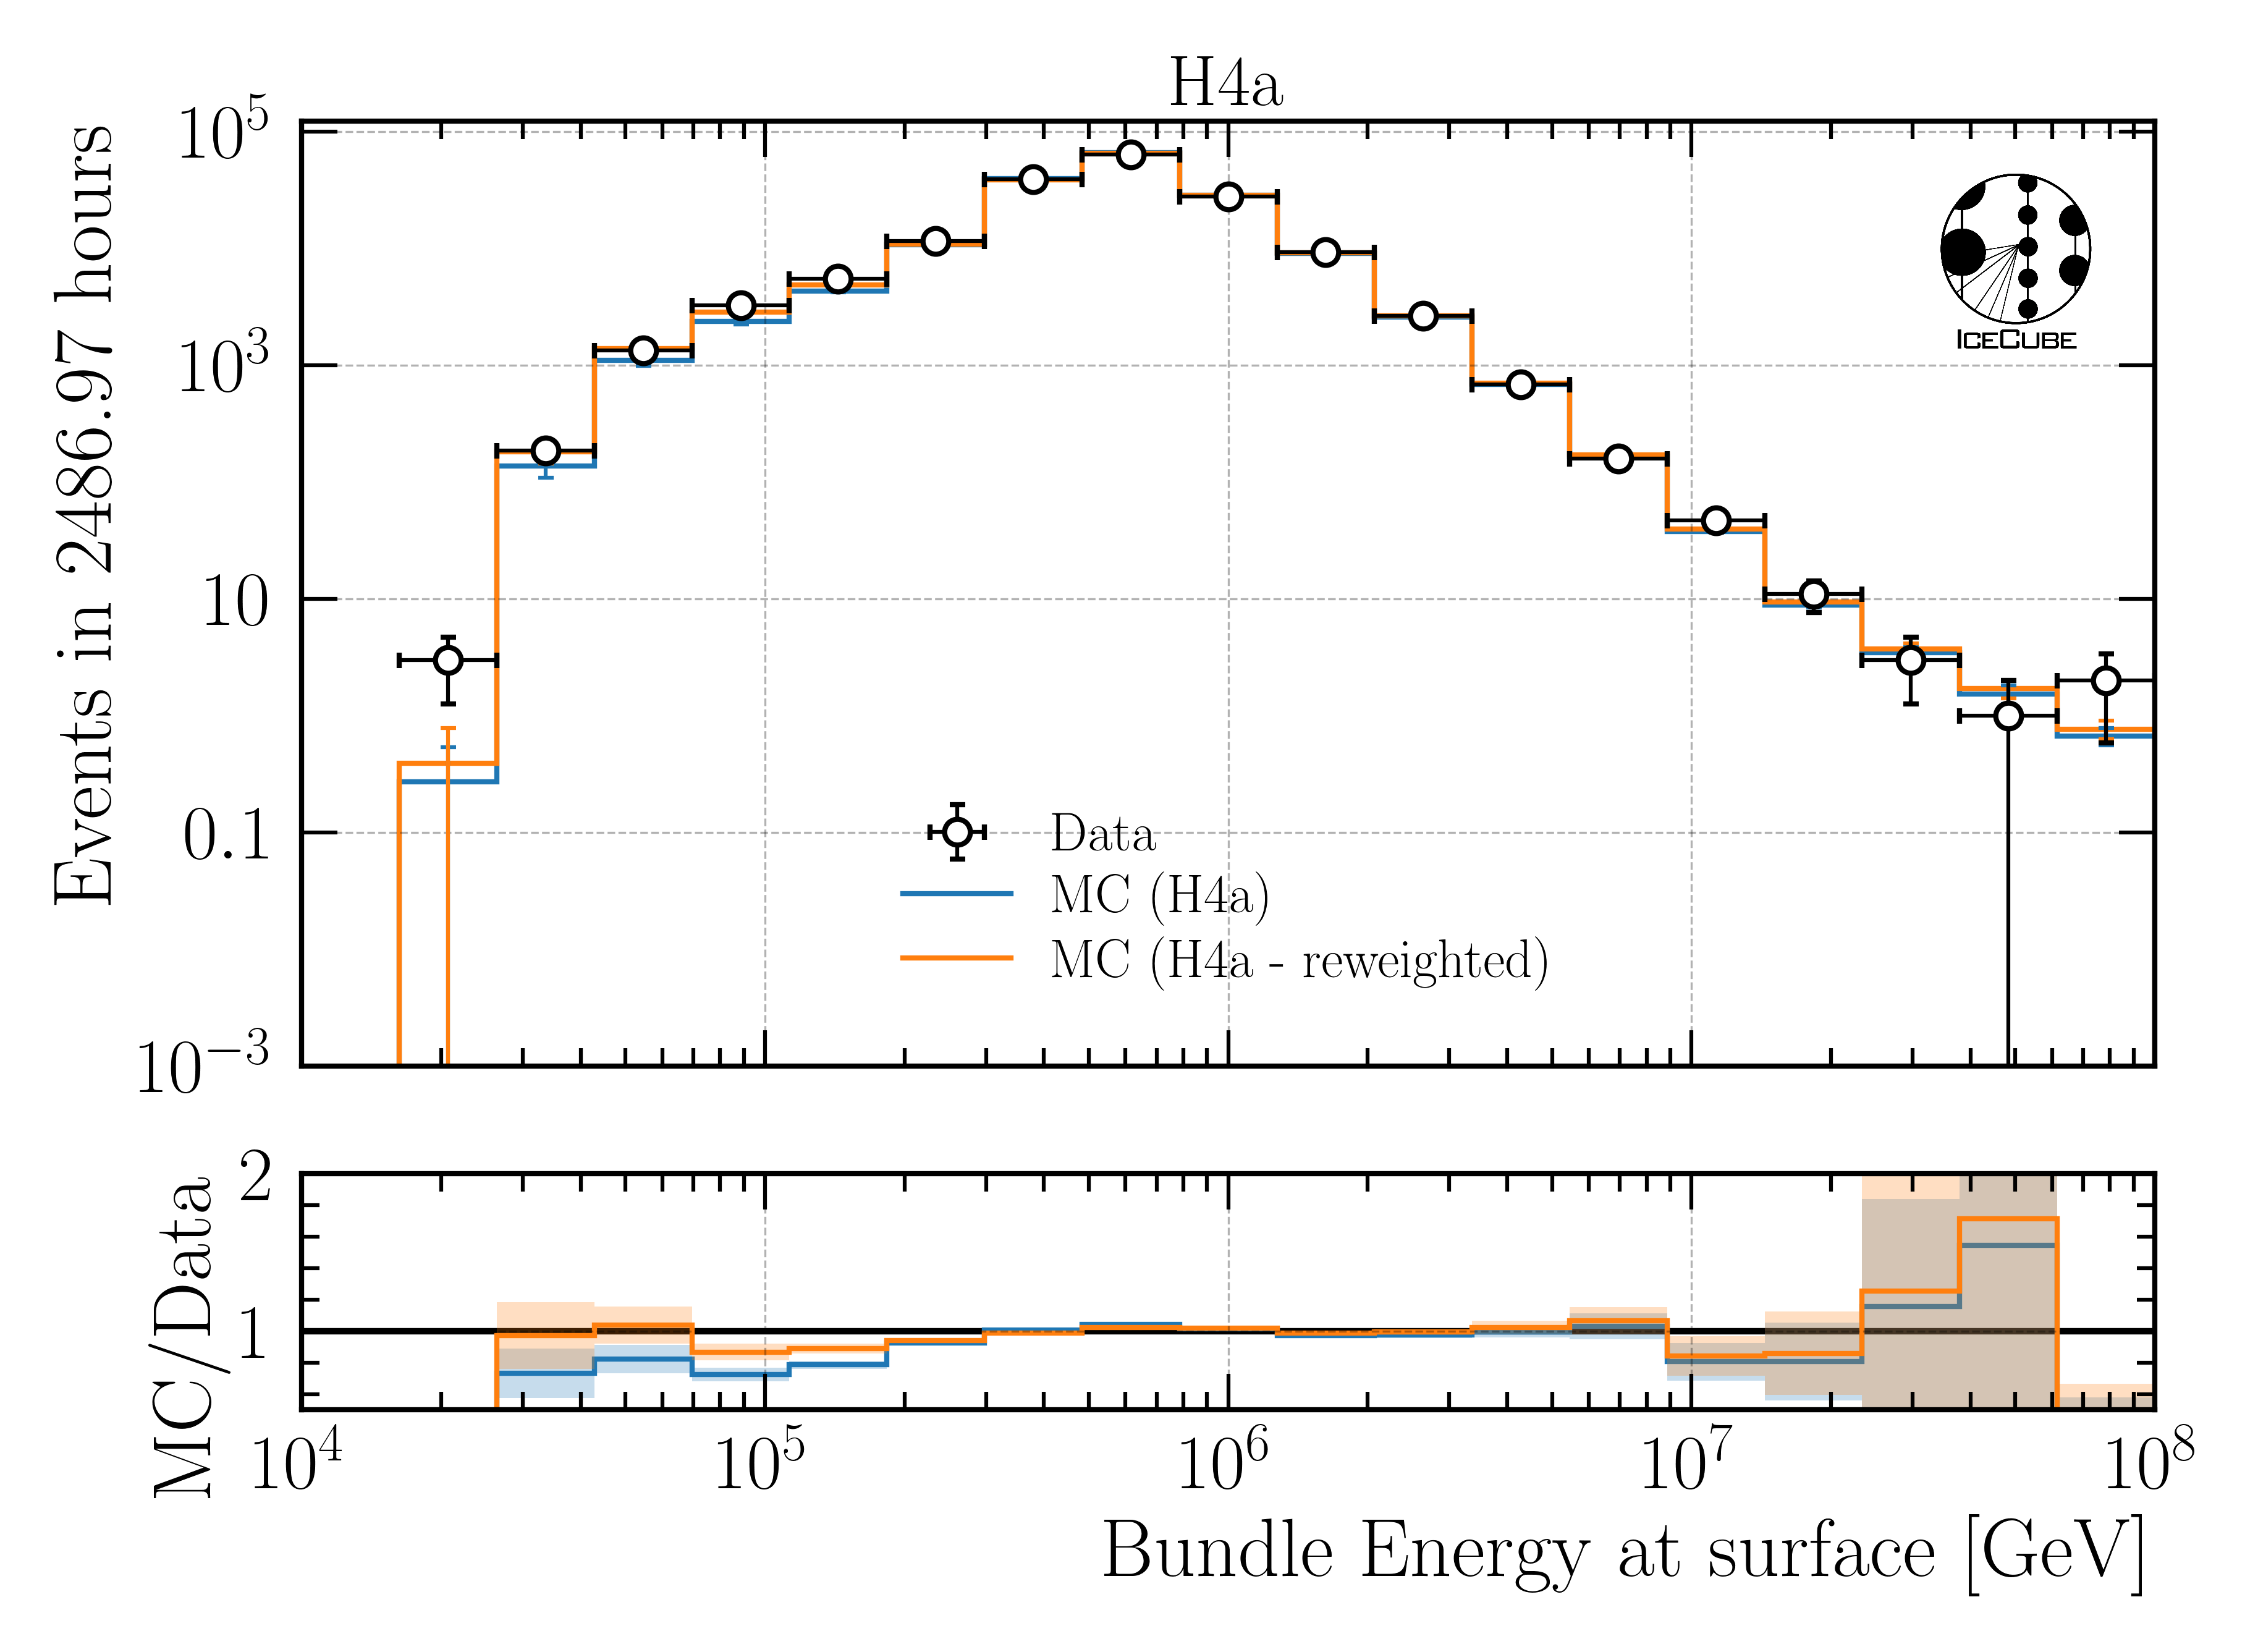 H4a
Events in 2486.97 hours
10^5
10^3
10
0.1
10^−3
ICECUBE
Data
MC (H4a)
MC (H4a - reweighted)
MC/Data
2
1
10^4
10^5
10^6
10^7
10^8
Bundle Energy at surface [GeV]